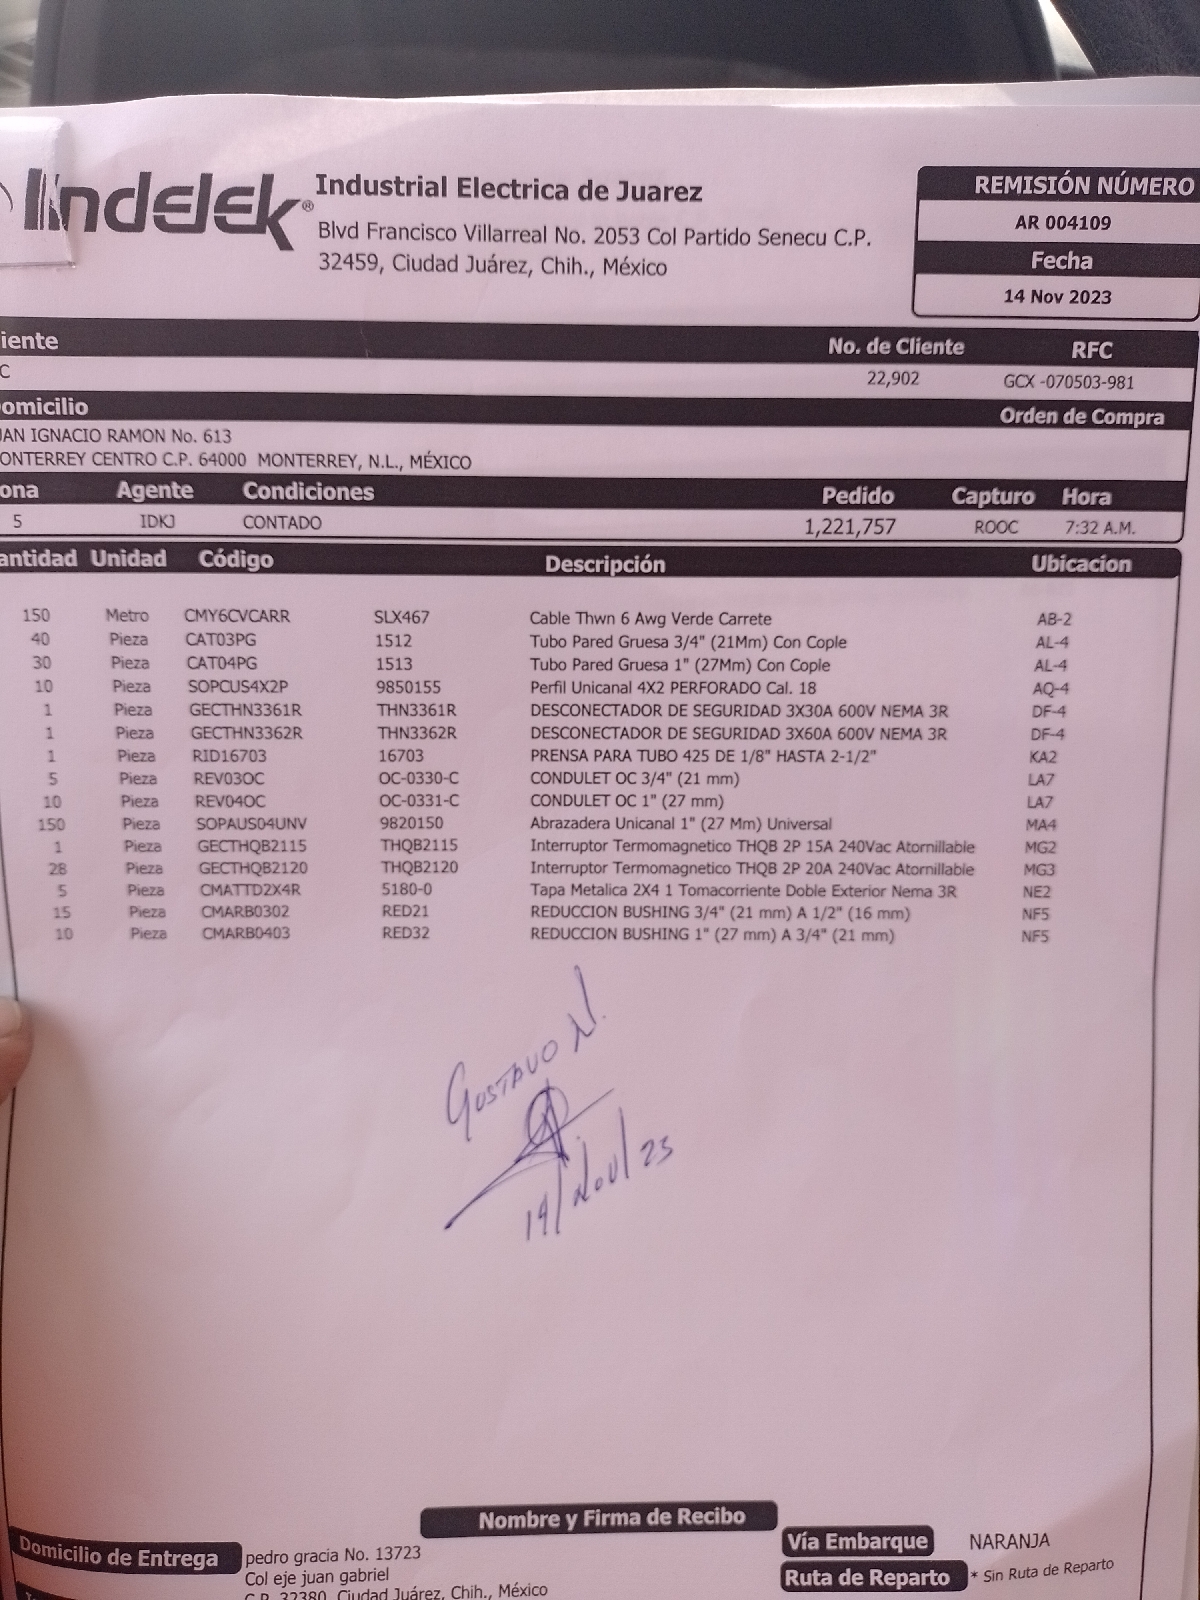 Indelek®
Industrial Electrica de Juarez
Blvd Francisco Villarreal No. 2053 Col Partido Senecu C.P.
32459, Ciudad Juárez, Chih., México
REMISIÓN NÚMERO
AR 004109
Fecha
14 Nov 2023
iente No. de Cliente RFC
C 22,902 GCX -070503-981
omicilio Orden de Compra
AN IGNACIO RAMON No. 613
ONTERREY CENTRO C.P. 64000 MONTERREY, N.L., MÉXICO
ona Agente Condiciones Pedido Capturo Hora
5 IDKJ CONTADO 1,221,757 ROOC 7:32 A.M.
antidad Unidad Código Descripción Ubicacion
150 Metro CMY6CVCARR SLX467 Cable Thwn 6 Awg Verde Carrete AB-2
40 Pieza CAT03PG 1512 Tubo Pared Gruesa 3/4" (21Mm) Con Cople AL-4
30 Pieza CAT04PG 1513 Tubo Pared Gruesa 1" (27Mm) Con Cople AL-4
10 Pieza SOPCUS4X2P 9850155 Perfil Unicanal 4X2 PERFORADO Cal. 18 AQ-4
1 Pieza GECTHN3361R THN3361R DESCONECTADOR DE SEGURIDAD 3X30A 600V NEMA 3R DF-4
1 Pieza GECTHN3362R THN3362R DESCONECTADOR DE SEGURIDAD 3X60A 600V NEMA 3R DF-4
1 Pieza RID16703 16703 PRENSA PARA TUBO 425 DE 1/8" HASTA 2-1/2" KA2
5 Pieza REV03OC OC-0330-C CONDULET OC 3/4" (21 mm) LA7
10 Pieza REV04OC OC-0331-C CONDULET OC 1" (27 mm) LA7
150 Pieza SOPAUS04UNV 9820150 Abrazadera Unicanal 1" (27 Mm) Universal MA4
1 Pieza GECTHQB2115 THQB2115 Interruptor Termomagnetico THQB 2P 15A 240Vac Atornillable MG2
28 Pieza GECTHQB2120 THQB2120 Interruptor Termomagnetico THQB 2P 20A 240Vac Atornillable MG3
5 Pieza CMATTD2X4R 5180-0 Tapa Metalica 2X4 1 Tomacorriente Doble Exterior Nema 3R NE2
15 Pieza CMARB0302 RED21 REDUCCION BUSHING 3/4" (21 mm) A 1/2" (16 mm) NF5
10 Pieza CMARB0403 RED32 REDUCCION BUSHING 1" (27 mm) A 3/4" (21 mm) NF5
GUSTAVO N.
14/NOV/23
Nombre y Firma de Recibo
Domicilio de Entrega pedro gracia No. 13723
Col eje juan gabriel
C.P. 32380, Ciudad Juárez, Chih., México
Vía Embarque NARANJA
Ruta de Reparto * Sin Ruta de Reparto